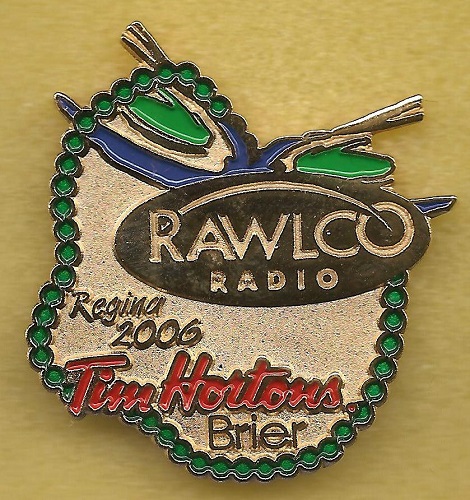 RAWLCO
RADIO
Regina
2006
Tim Hortons.
Brier